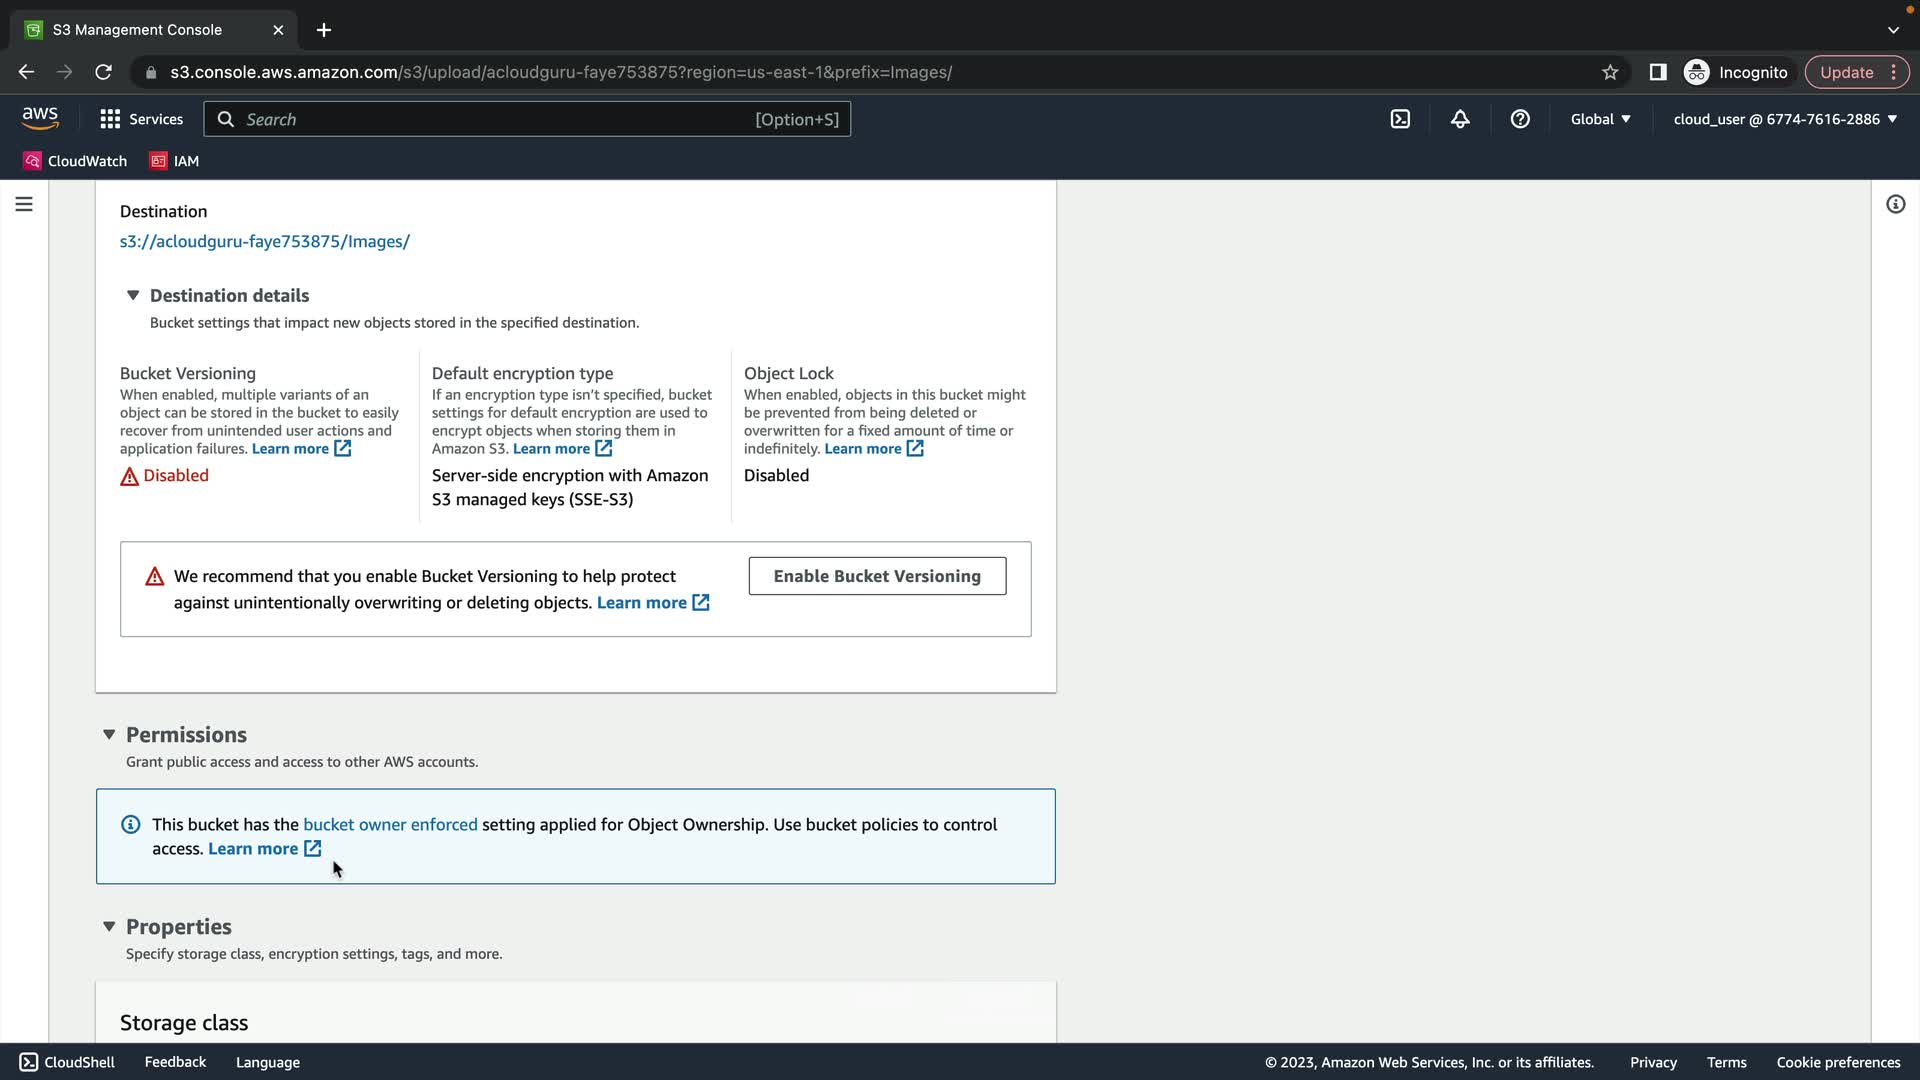 S3 Management Console
s3.console.aws.amazon.com/s3/upload/acloudguru-faye753875?region=us-east-1&prefix=Images/
Incognito
Update
aws
Services
Search
[Option+S]
Global
cloud_user @ 6774-7616-2886
CloudWatch
IAM
Destination
s3://acloudguru-faye753875/Images/
Destination details
Bucket settings that impact new objects stored in the specified destination.
Bucket Versioning
When enabled, multiple variants of an
object can be stored in the bucket to easily
recover from unintended user actions and
application failures. Learn more
Disabled
Default encryption type
If an encryption type isn't specified, bucket
settings for default encryption are used to
encrypt objects when storing them in
Amazon S3. Learn more
Server-side encryption with Amazon
S3 managed keys (SSE-S3)
Object Lock
When enabled, objects in this bucket might
be prevented from being deleted or
overwritten for a fixed amount of time or
indefinitely. Learn more
Disabled
We recommend that you enable Bucket Versioning to help protect
against unintentionally overwriting or deleting objects. Learn more
Enable Bucket Versioning
Permissions
Grant public access and access to other AWS accounts.
This bucket has the bucket owner enforced setting applied for Object Ownership. Use bucket policies to control
access. Learn more
Properties
Specify storage class, encryption settings, tags, and more.
Storage class
CloudShell
Feedback
Language
© 2023, Amazon Web Services, Inc. or its affiliates.
Privacy
Terms
Cookie preferences